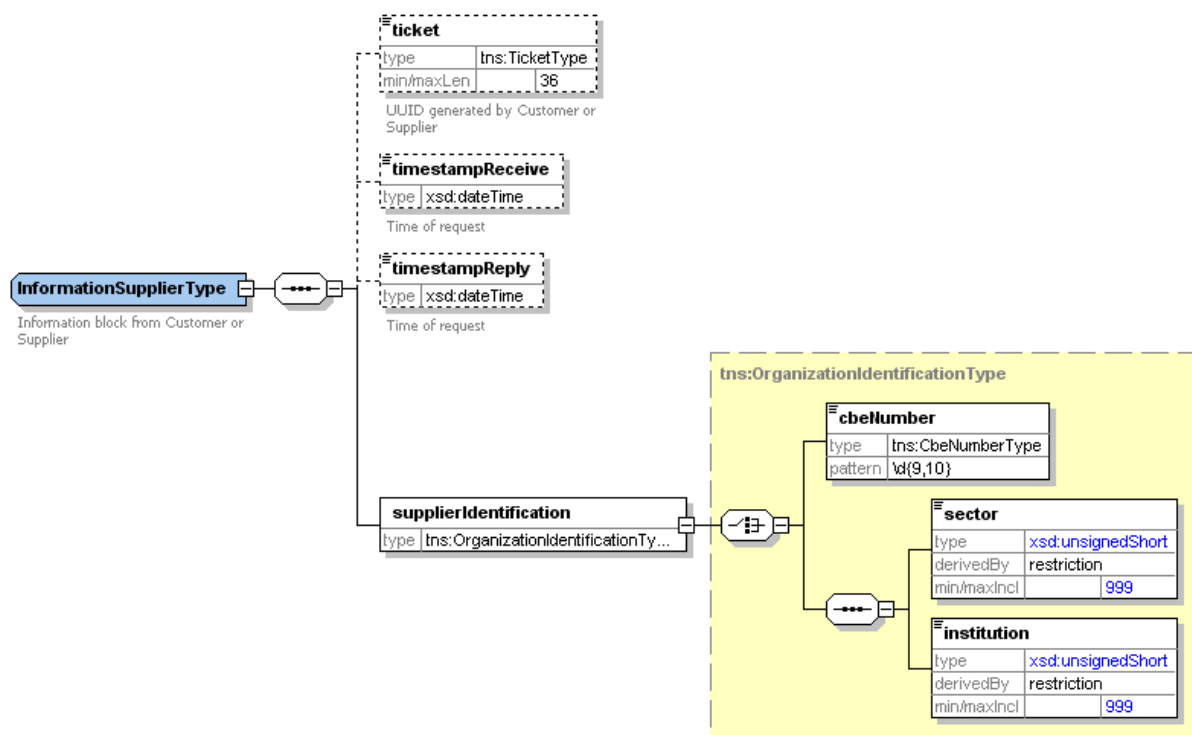 ticket
type tns:TicketType
min/maxLen 36
UUID generated by Customer or
Supplier
timestampReceive
type xsd:dateTime
Time of request
timestampReply
type xsd:dateTime
Time of request
InformationSupplierType
Information block from Customer or
Supplier
tns:OrganizationIdentificationType
cbeNumber
type tns:CbeNumberType
pattern \d{9,10}
supplierIdentification
type tns:OrganizationIdentificationTy...
sector
type xsd:unsignedShort
derivedBy restriction
min/maxIncl 999
institution
type xsd:unsignedShort
derivedBy restriction
min/maxIncl 999